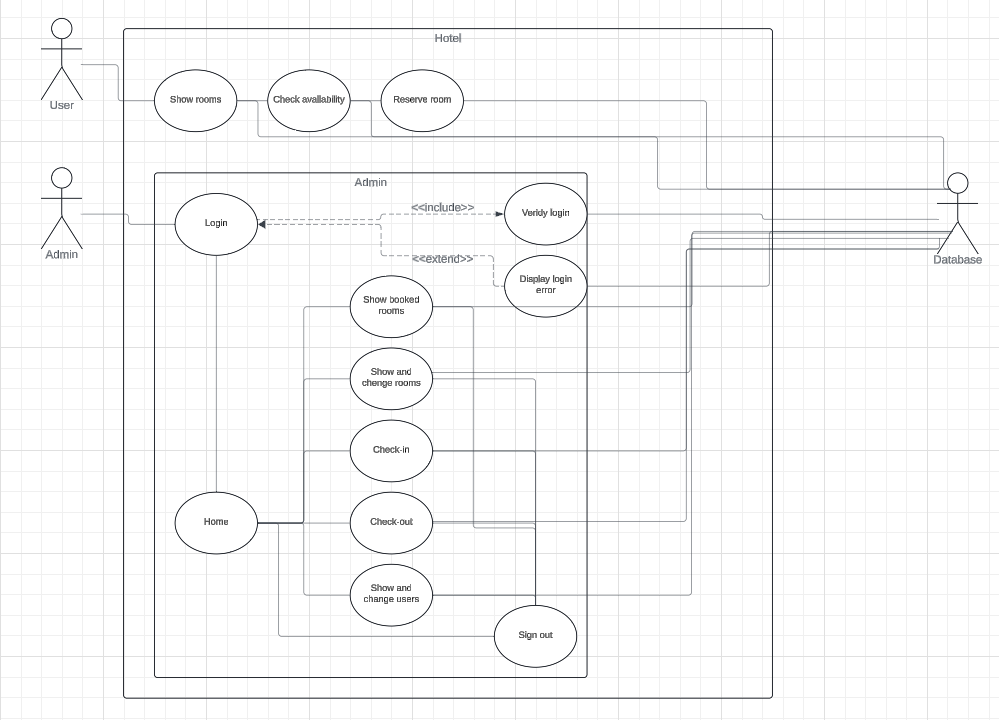 Hotel
User
Show rooms
Check availability
Reserve room
Admin
Admin
Login
<<include>>
Veridy login
<<extend>>
Display login
error
Database
Show booked
rooms
Show and
chenge rooms
Check-in
Home
Check-out
Show and
change users
Sign out